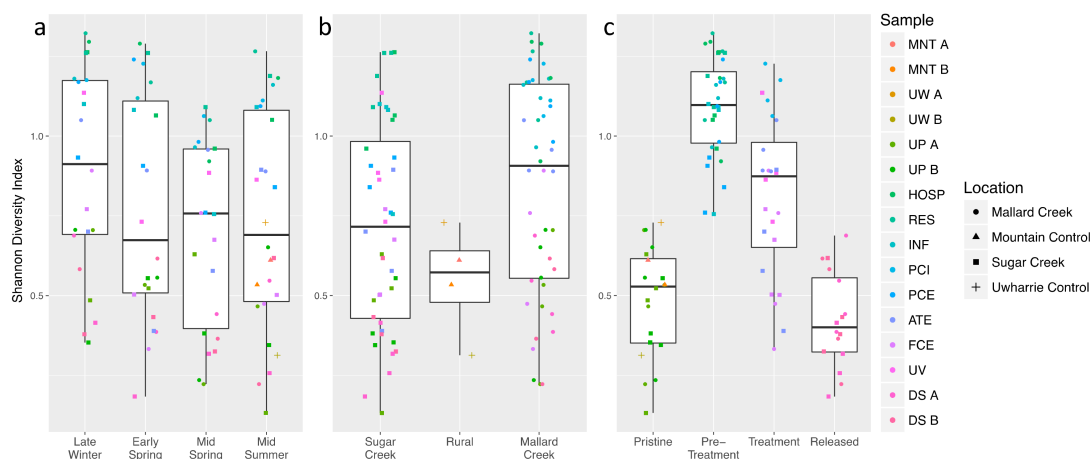 a
b
c
Shannon Diversity Index
1.0
0.5
Late Winter
Early Spring
Mid Spring
Mid Summer
1.0
0.5
Sugar Creek
Rural
Mallard Creek
1.0
0.5
Pristine
Pre-Treatment
Treatment
Released
Sample
MNT A
MNT B
UW A
UW B
UP A
UP B
HOSP
RES
INF
PCI
PCE
ATE
FCE
UV
DS A
DS B
Location
Mallard Creek
Mountain Control
Sugar Creek
Uwharrie Control